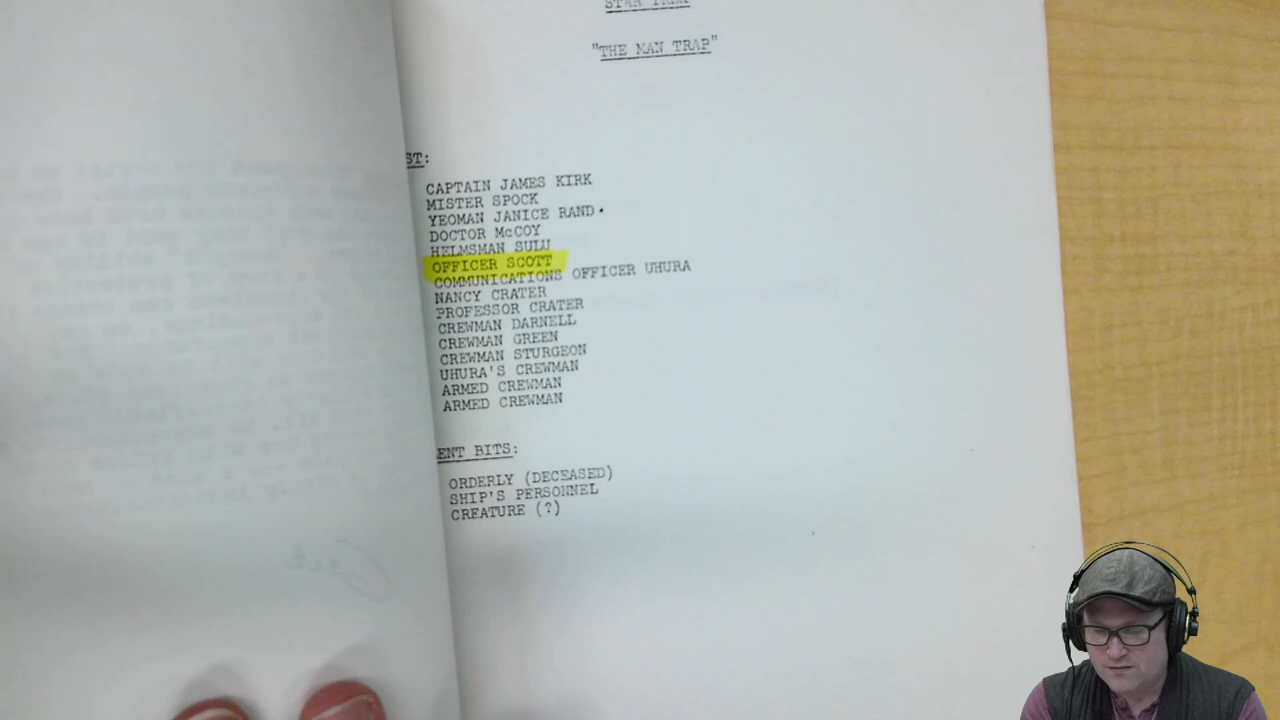 STAR TREK
"THE MAN TRAP"
ST:
CAPTAIN JAMES KIRK
MISTER SPOCK
YEOMAN JANICE RAND.
DOCTOR McCOY
HELMSMAN SULU
OFFICER SCOTT
COMMUNICATIONS OFFICER UHURA
NANCY CRATER
PROFESSOR CRATER
CREWMAN DARNELL
CREWMAN GREEN
CREWMAN STURGEON
UHURA'S CREWMAN
ARMED CREWMAN
ARMED CREWMAN
ENT BITS:
ORDERLY (DECEASED)
SHIP'S PERSONNEL
CREATURE (?)